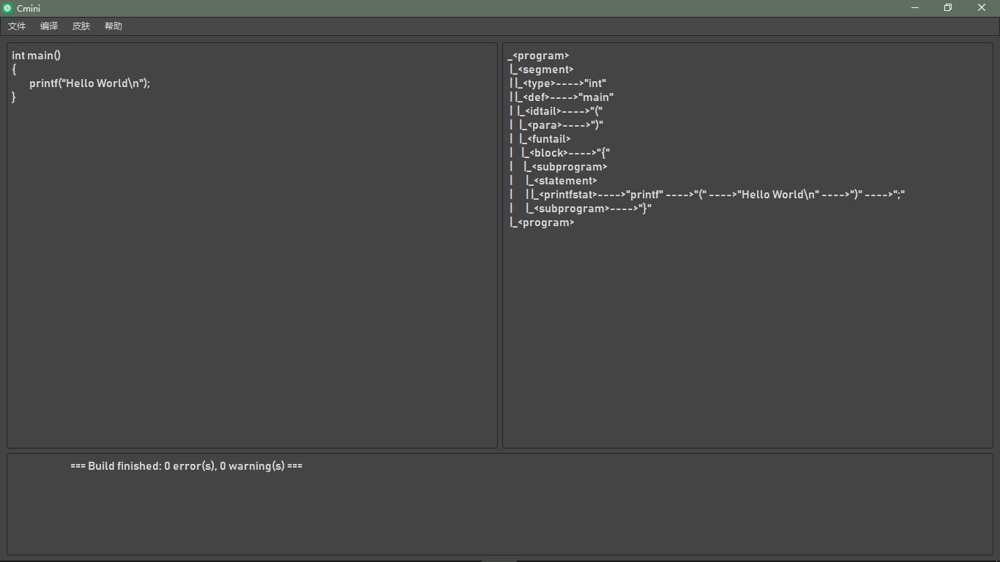 Cmini
文件 编译 皮肤 帮助
int main()
{
printf("Hello World\n");
}
_<program>
|_<segment>
||_<type>---->"int"
||_<def>---->"main"
| |_<idtail>---->"("
| |_<para>---->")"
| |_<funtail>
| |_<block>---->"{"
| |_<subprogram>
| |_<statement>
| ||_<printfstat>---->"printf" ---->"(" ---->"Hello World\n" ---->")" ---->";"
| |_<subprogram>---->"}"
|_<program>
=== Build finished: 0 error(s), 0 warning(s) ===